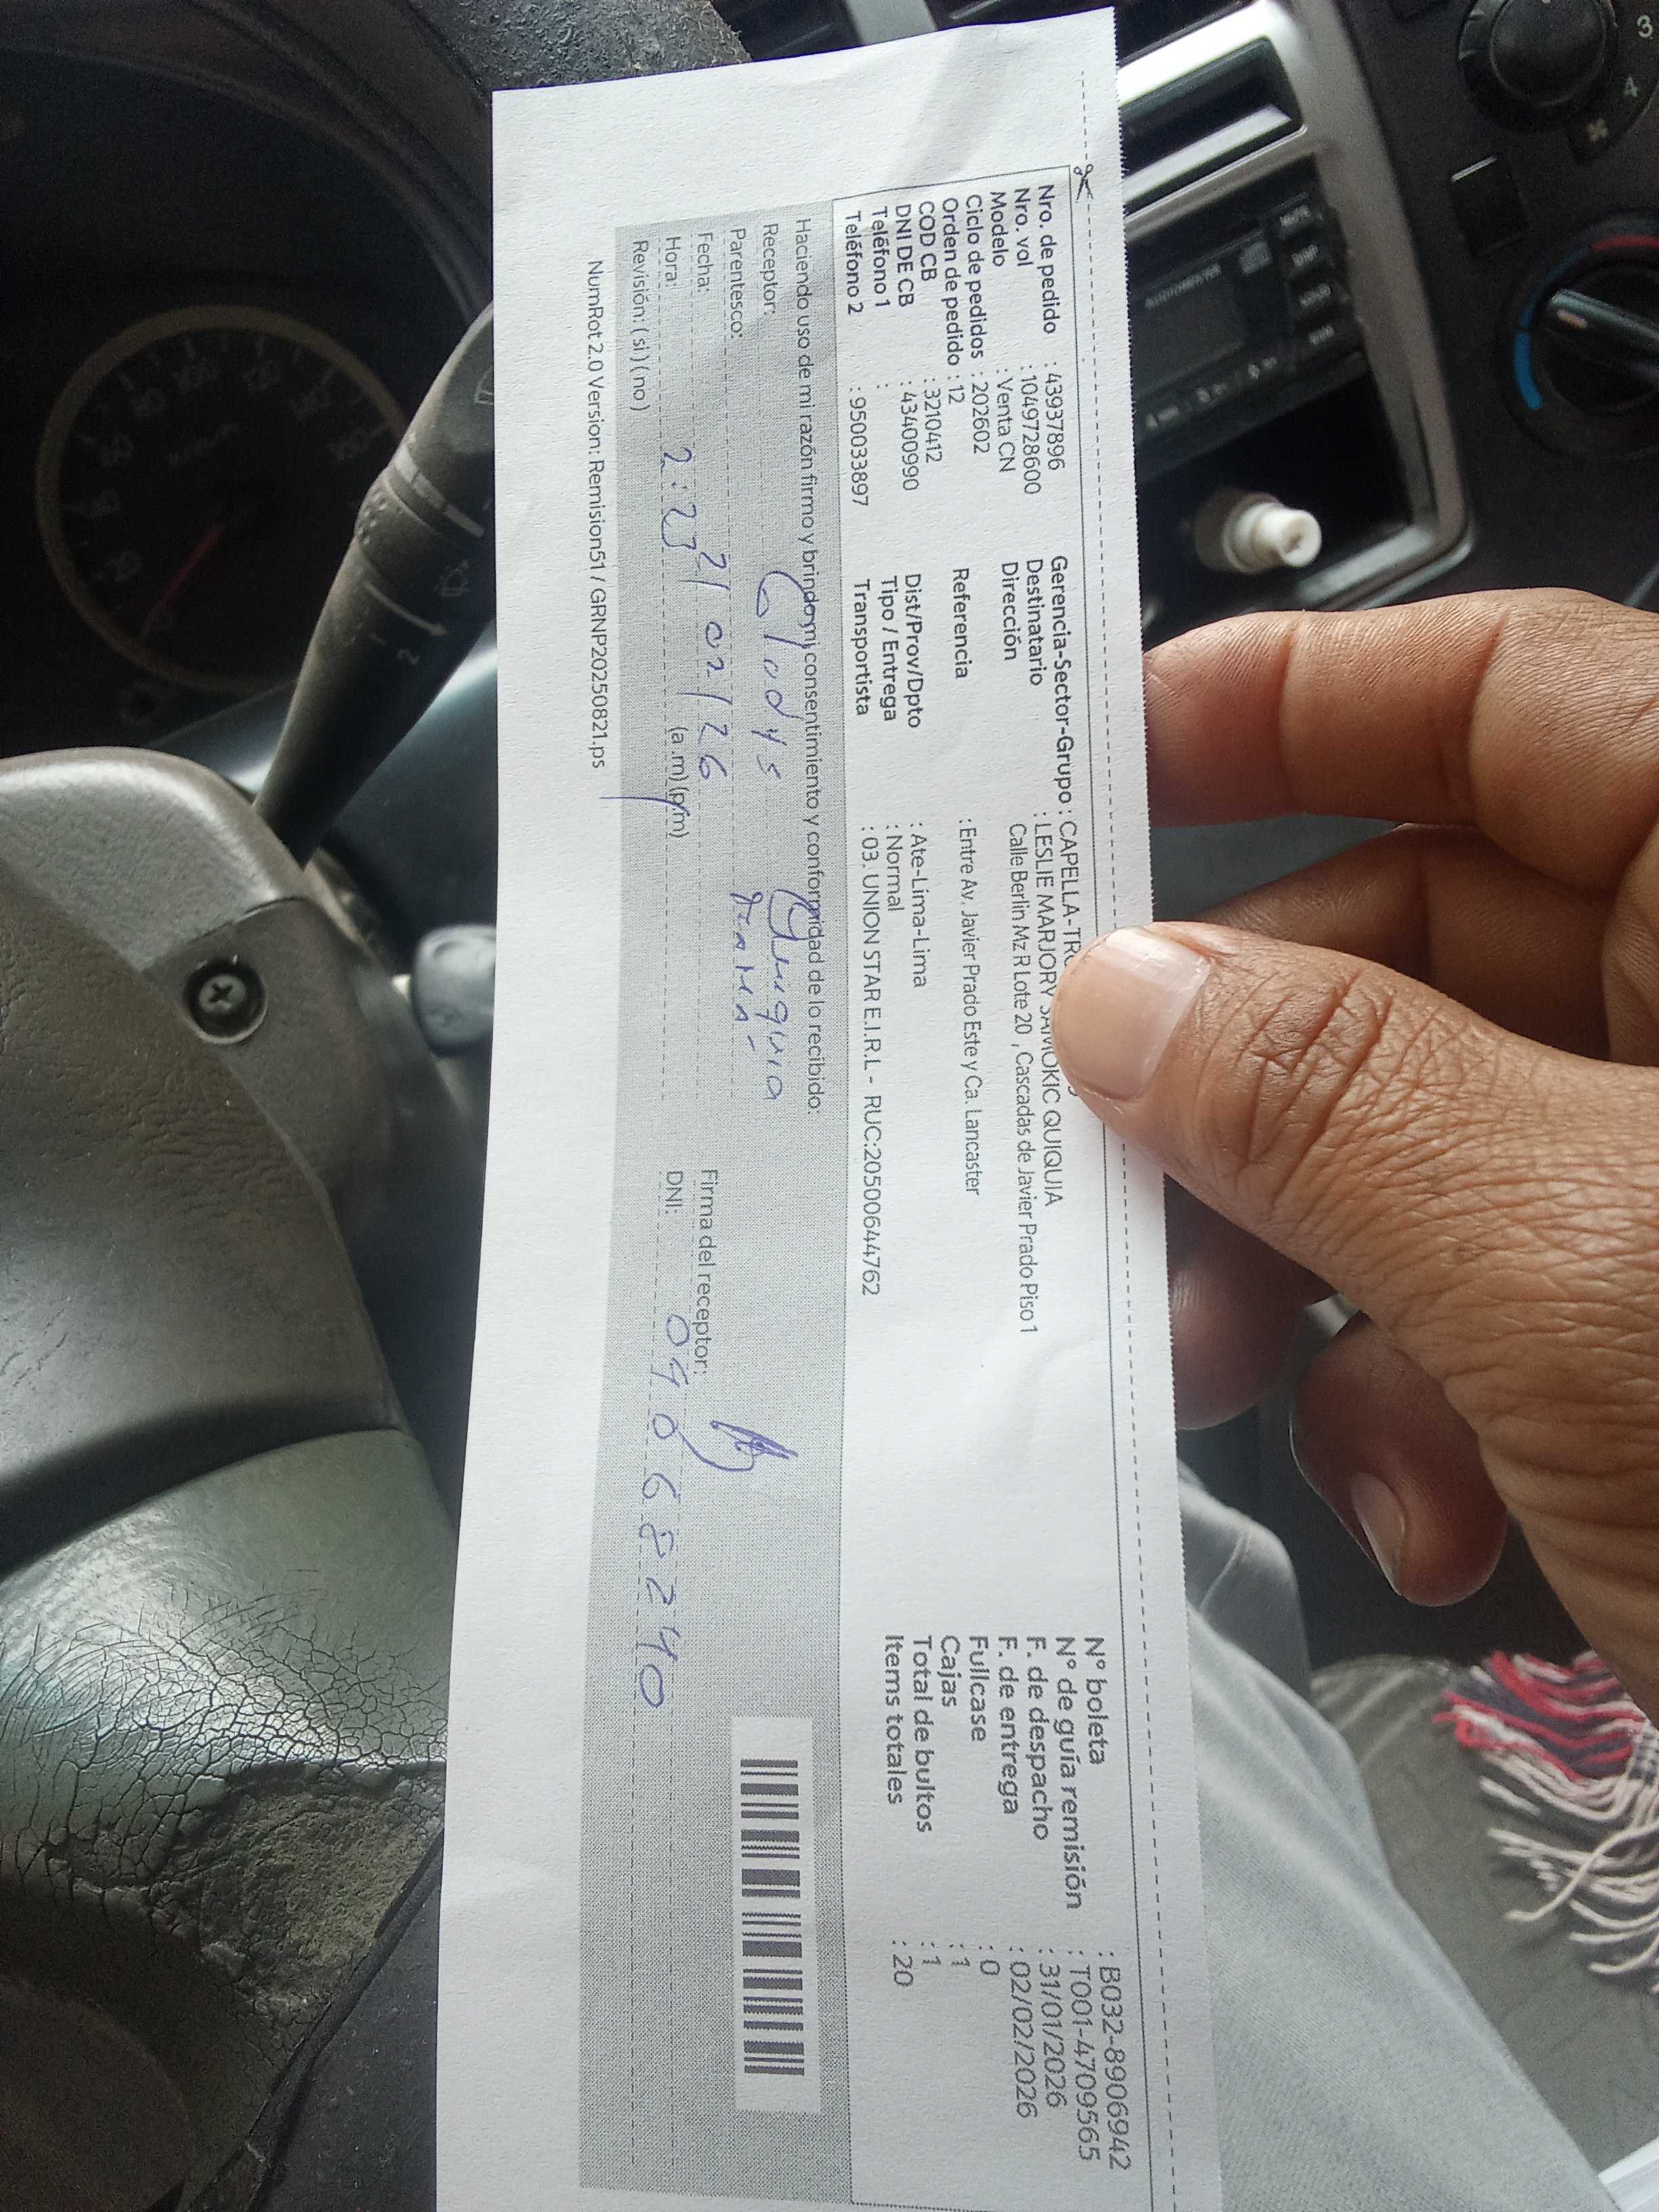 Nro. de pedido : 43937896
Nro. vol : 1049728600
Modelo : Venta CN
Ciclo de pedidos : 202602
Orden de pedido : 12
COD CB : 3210412
DNI DE CB : 43400990
Teléfono 1 :
Teléfono 2 : 950033897
Gerencia-Sector-Grupo : CAPELLA-
Destinatario : LESLIE MARJORY QUIQUIA
Dirección Calle Berlin Mz R Lote 20 , Cascadas de Javier Prado Piso 1
Referencia : Entre Av. Javier Prado Este y Ca. Lancaster
Dist/Prov/Dpto : Ate-Lima-Lima
Tipo / Entrega : Normal
Transportista : 03. UNION STAR E.I.R.L - RUC:20500644762
N° boleta : B032-8906942
N° de guía remisión : T001-4709565
F. de despacho : 31/01/2026
F. de entrega : 02/02/2026
Fullcase : 0
Cajas : 1
Total de bultos : 1
Items totales : 20
Haciendo uso de mi razón firmo y brindo mi consentimiento y conformidad de lo recibido:
Receptor: Gladys Quiquia
Parentesco:
Fecha: 2/02/26
Hora: 2:23 (a.m) (p.m)
Revisión: ( si ) ( no )
Firma del receptor:
DNI:
NumRot 2.0 Version: Remision51 / GRNP20250821.ps